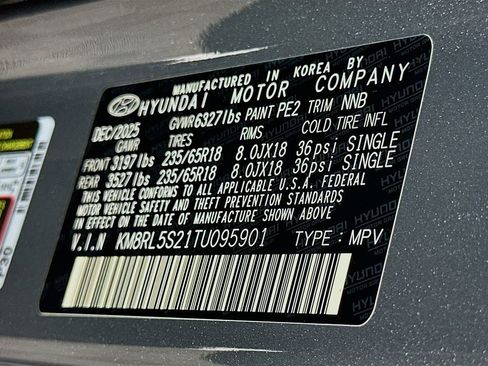 MANUFACTURED IN KOREA BY
HYUNDAI MOTOR COMPANY
DEC/2025 GVWR6327lbs PAINT PE2 TRIM NNB
GAWR TIRES RIMS COLD TIRE INFL
FRONT 3197lbs 235/65R18 8.0JX18 36psi SINGLE
REAR 3527lbs 235/65R18 8.0JX18 36psi SINGLE
THIS VEHICLE CONFORMS TO ALL APPLICABLE U.S.A. FEDERAL
MOTOR VEHICLE SAFETY AND THEFT PREVENTION STANDARDS
IN EFFECT ON THE DATE OF MANUFACTURE SHOWN ABOVE
V.I.N KM8RL5S21TU095901 TYPE:MPV